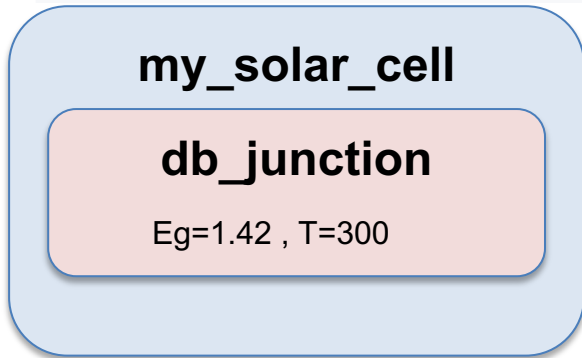 my_solar_cell
db_junction
Eg=1.42 , T=300